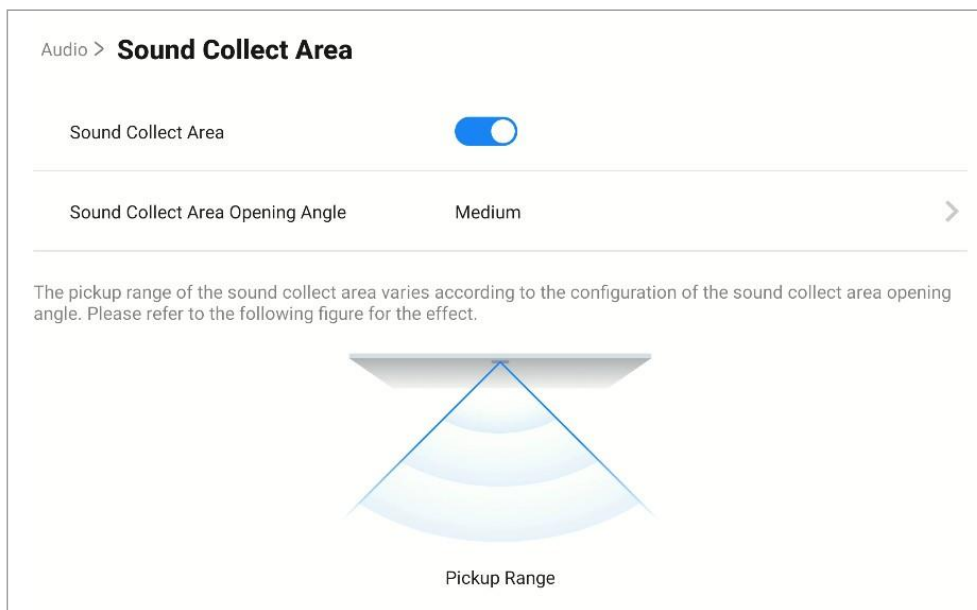 Audio > Sound Collect Area
Sound Collect Area
Sound Collect Area Opening Angle Medium
The pickup range of the sound collect area varies according to the configuration of the sound collect area opening
angle. Please refer to the following figure for the effect.
Pickup Range